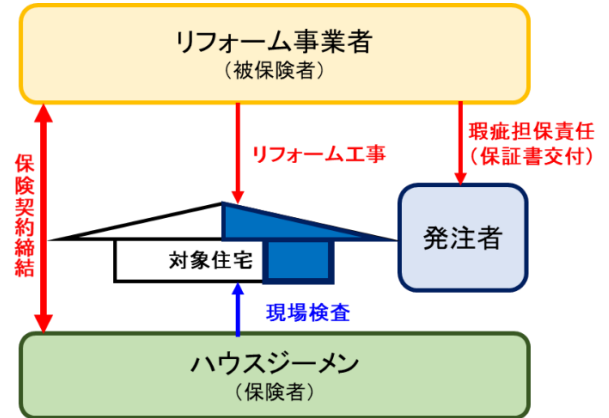 リフォーム事業者
（被保険者）
保険契約締結
リフォーム工事
瑕疵担保責任
（保証書交付）
対象住宅
発注者
現場検査
ハウスジーメン
（保険者）